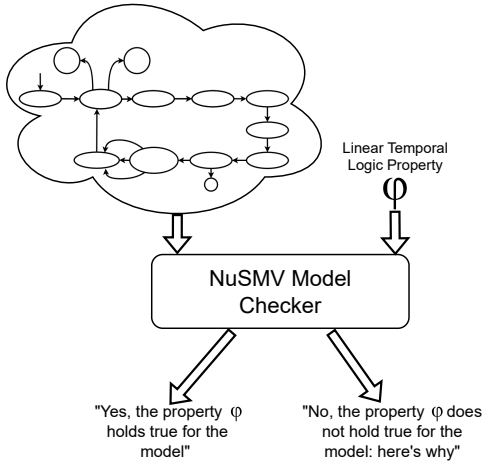 Linear Temporal
Logic Property
φ
NuSMV Model
Checker
"Yes, the property φ
holds true for the
model"
"No, the property φ does
not hold true for the
model: here's why"